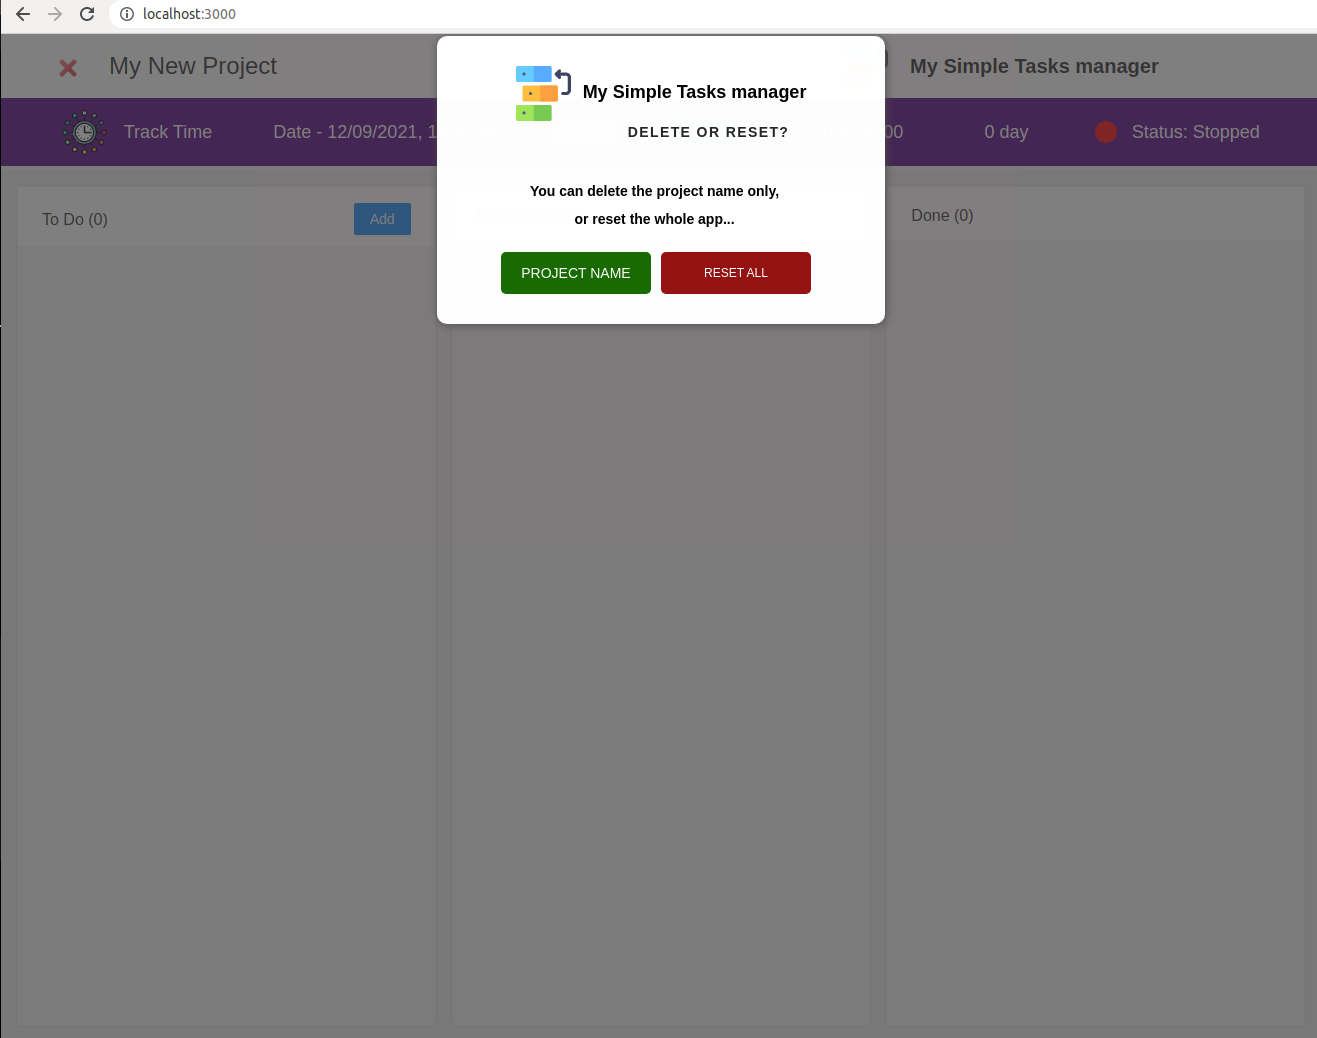 localhost:3000
My New Project
My Simple Tasks manager
My Simple Tasks manager
DELETE OR RESET?
Track Time
Date - 12/09/2021, 1
00
0 day
Status: Stopped
You can delete the project name only,
or reset the whole app...
To Do (0)
Add
Done (0)
PROJECT NAME
RESET ALL